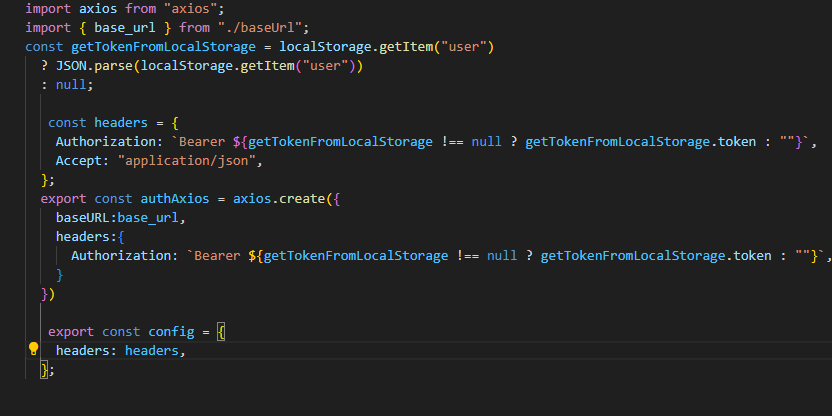 import axios from "axios";
import { base_url } from "./baseUrl";
const getTokenFromLocalStorage = localStorage.getItem("user")
  ? JSON.parse(localStorage.getItem("user"))
  : null;
   const headers = {
    Authorization: `Bearer ${getTokenFromLocalStorage !== null ? getTokenFromLocalStorage.token : ""}`,
    Accept: "application/json",
  };
  export const authAxios = axios.create({
    baseURL:base_url,
    headers:{
      Authorization: `Bearer ${getTokenFromLocalStorage !== null ? getTokenFromLocalStorage.token : ""}`,
    }
  })
   export const config = {
    headers: headers,
  };